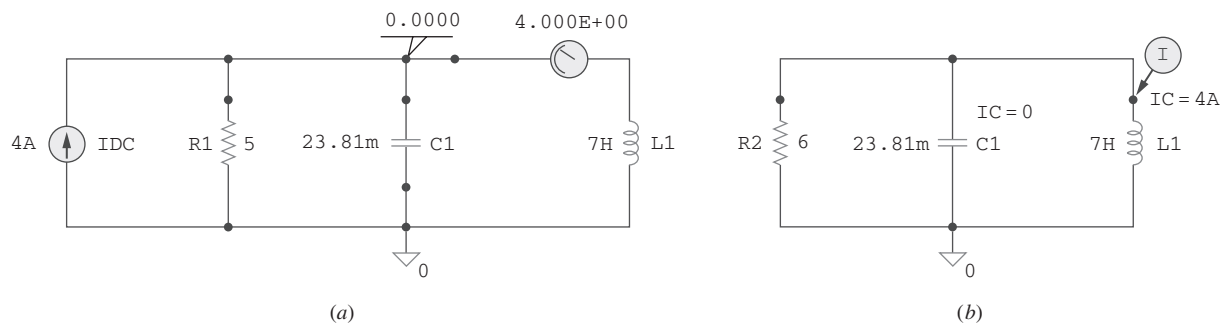 0.0000
4.000E+00
4A
IDC
R1
5
23.81m
C1
7H
L1
0
(a)
I
IC=4A
IC=0
R2
6
23.81m
C1
7H
L1
0
(b)